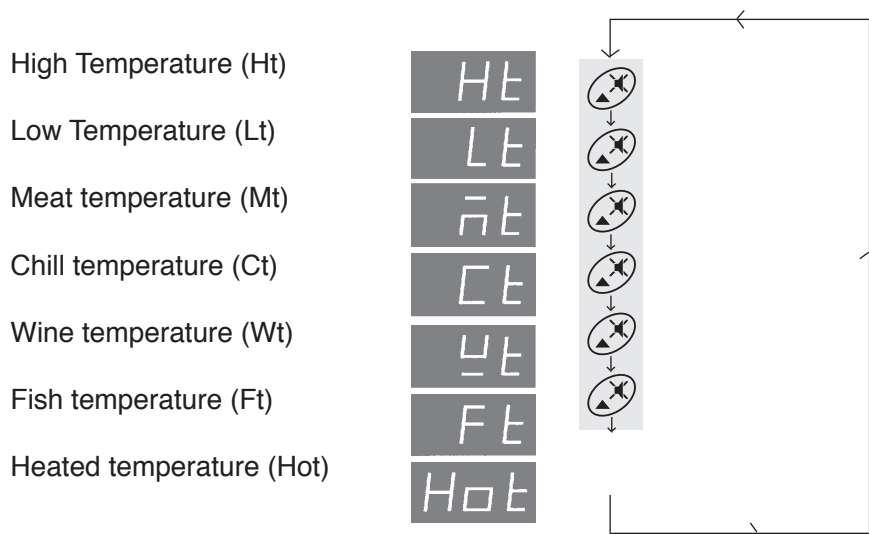 High Temperature (Ht) Ht
Low Temperature (Lt) Lt
Meat temperature (Mt) Mt
Chill temperature (Ct) Ct
Wine temperature (Wt) Wt
Fish temperature (Ft) Ft
Heated temperature (Hot) Hot